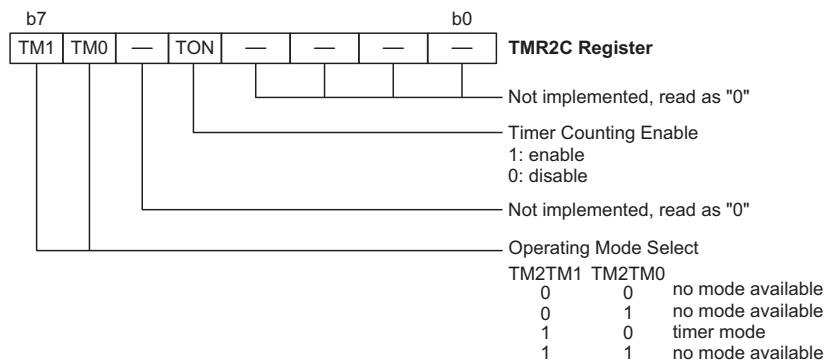 b7 b0
TM1 TM0 — TON — — — — TMR2C Register
Not implemented, read as "0"
Timer Counting Enable
1: enable
0: disable
Not implemented, read as "0"
Operating Mode Select
TM2TM1 TM2TM0
0 0 no mode available
0 1 no mode available
1 0 timer mode
1 1 no mode available